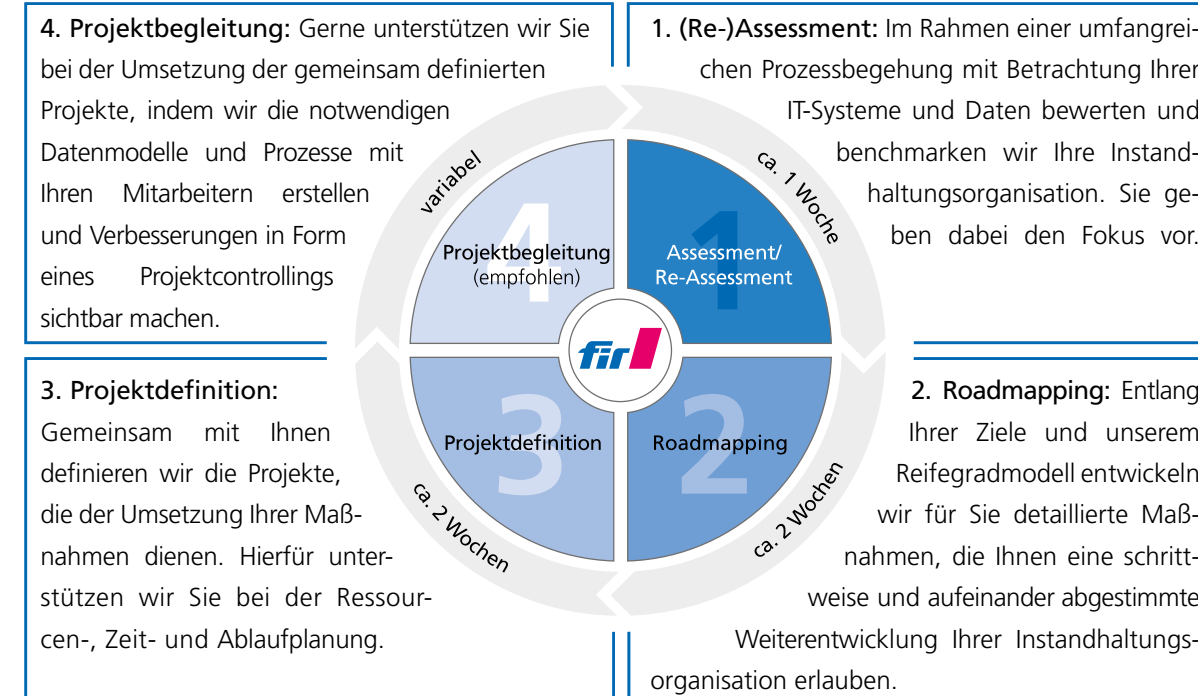 4. Projektbegleitung: Gerne unterstützen wir Sie
bei der Umsetzung der gemeinsam definierten
Projekte, indem wir die notwendigen
Datenmodelle und Prozesse mit
Ihren Mitarbeitern erstellen
und Verbesserungen in Form
eines Projektcontrollings
sichtbar machen.
1. (Re-)Assessment: Im Rahmen einer umfangrei-
chen Prozessbegehung mit Betrachtung Ihrer
IT-Systeme und Daten bewerten und
benchmarken wir Ihre Instand-
haltungsorganisation. Sie ge-
ben dabei den Fokus vor.
variabel
ca. 1 Woche
4
Projektbegleitung
(empfohlen)
1
Assessment/
Re-Assessment
fir
3. Projektdefinition:
Gemeinsam mit Ihnen
definieren wir die Projekte,
die der Umsetzung Ihrer Maß-
nahmen dienen. Hierfür unter-
stützen wir Sie bei der Ressour-
cen-, Zeit- und Ablaufplanung.
3
Projektdefinition
2
Roadmapping
ca. 2 Wochen
ca. 2 Wochen
2. Roadmapping: Entlang
Ihrer Ziele und unserem
Reifegradmodell entwickeln
wir für Sie detaillierte Maß-
nahmen, die Ihnen eine schritt-
weise und aufeinander abgestimmte
Weiterentwicklung Ihrer Instandhaltungs-
organisation erlauben.